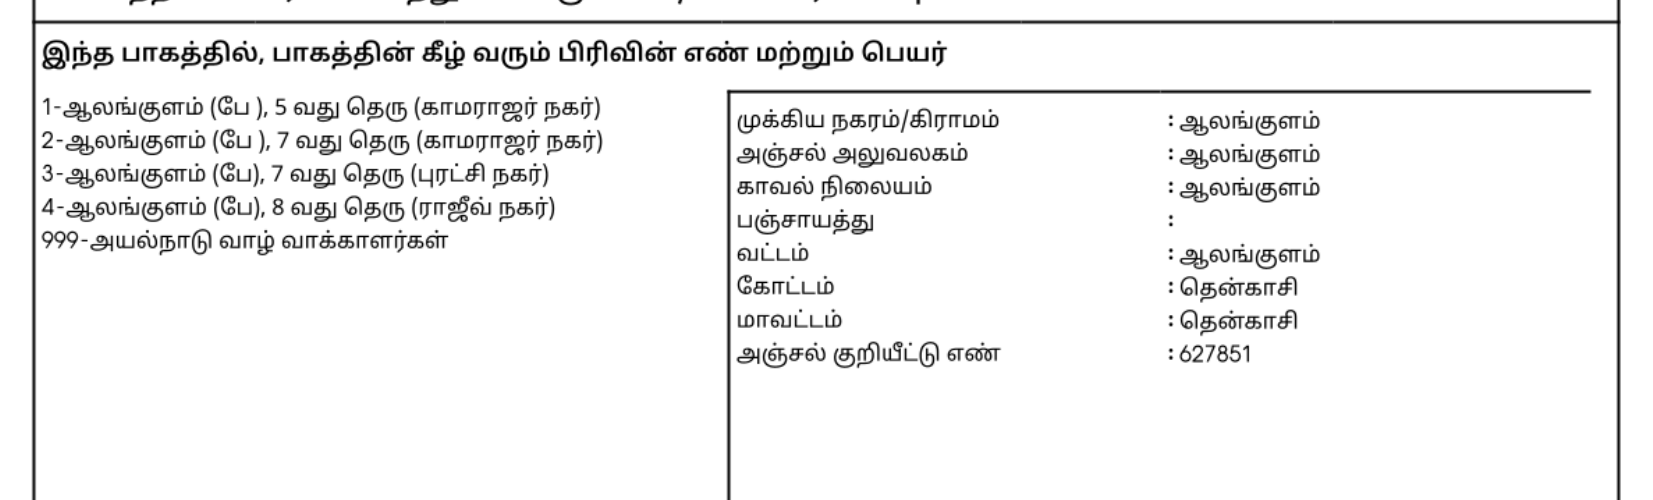 இந்த பாகத்தில், பாகத்தின் கீழ் வரும் பிரிவின் எண் மற்றும் பெயர்
1-ஆலங்குளம் (பே ), 5 வது தெரு (காமராஜர் நகர்)
2-ஆலங்குளம் (பே ), 7 வது தெரு (காமராஜர் நகர்)
3-ஆலங்குளம் (பே), 7 வது தெரு (புரட்சி நகர்)
4-ஆலங்குளம் (பே), 8 வது தெரு (ராஜீவ் நகர்)
999-அயல்நாடு வாழ் வாக்காளர்கள்
முக்கிய நகரம்/கிராமம் : ஆலங்குளம்
அஞ்சல் அலுவலகம் : ஆலங்குளம்
காவல் நிலையம் : ஆலங்குளம்
பஞ்சாயத்து :
வட்டம் : ஆலங்குளம்
கோட்டம் : தென்காசி
மாவட்டம் : தென்காசி
அஞ்சல் குறியீட்டு எண் : 627851